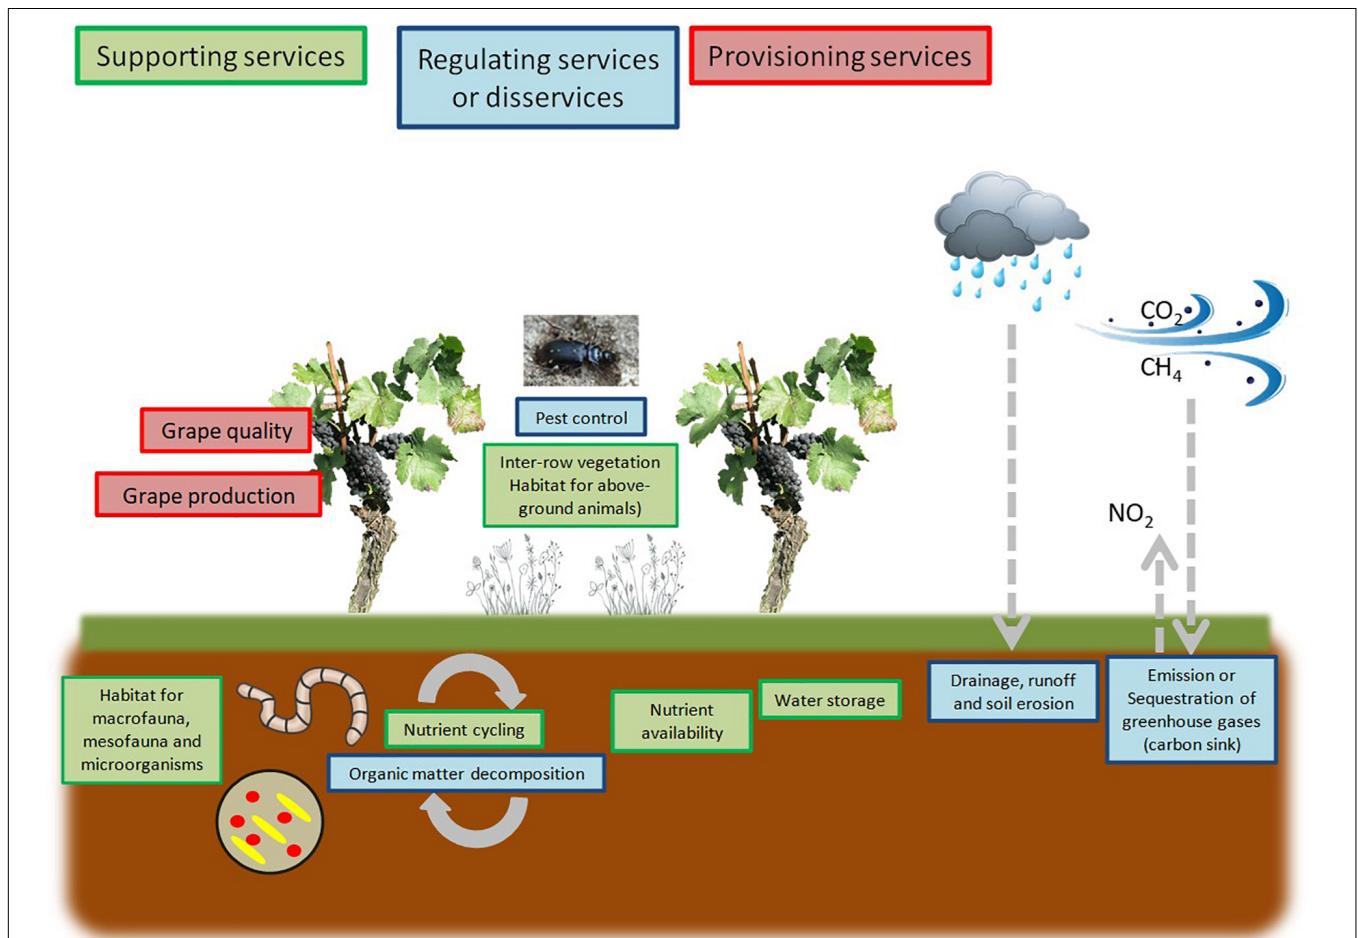 Supporting services
Regulating services
or disservices
Provisioning services
CO₂
CH₄
Grape quality
Grape production
Pest control
Inter-row vegetation
Habitat for above-
ground animals)
NO₂
Habitat for
macrofauna,
mesofauna and
microorganisms
Nutrient cycling
Organic matter decomposition
Nutrient
availability
Water storage
Drainage, runoff
and soil erosion
Emission or
Sequestration of
greenhouse gases
(carbon sink)